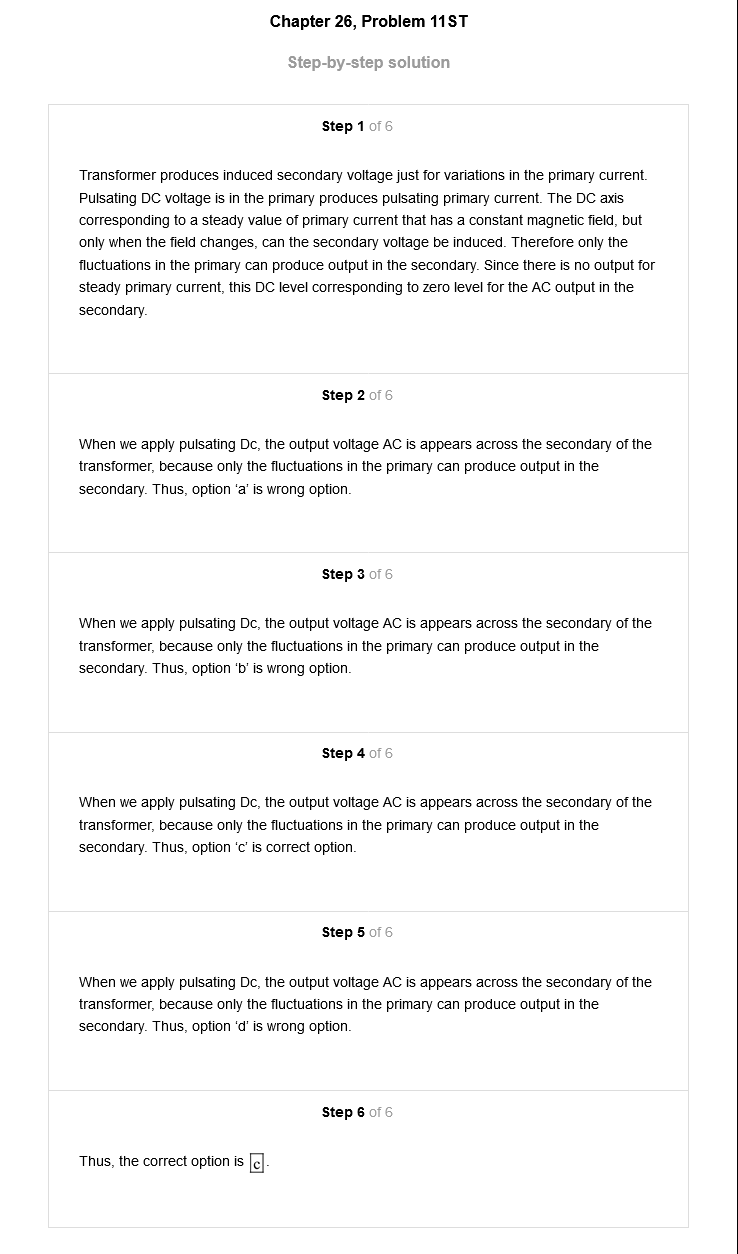 Chapter 26, Problem 11ST
Step-by-step solution
Step 1 of 6
Transformer produces induced secondary voltage just for variations in the primary current.
Pulsating DC voltage is in the primary produces pulsating primary current. The DC axis
corresponding to a steady value of primary current that has a constant magnetic field, but
only when the field changes, can the secondary voltage be induced. Therefore only the
fluctuations in the primary can produce output in the secondary. Since there is no output for
steady primary current, this DC level corresponding to zero level for the AC output in the
secondary.
Step 2 of 6
When we apply pulsating Dc, the output voltage AC is appears across the secondary of the
transformer, because only the fluctuations in the primary can produce output in the
secondary. Thus, option ‘a’ is wrong option.
Step 3 of 6
When we apply pulsating Dc, the output voltage AC is appears across the secondary of the
transformer, because only the fluctuations in the primary can produce output in the
secondary. Thus, option ‘b’ is wrong option.
Step 4 of 6
When we apply pulsating Dc, the output voltage AC is appears across the secondary of the
transformer, because only the fluctuations in the primary can produce output in the
secondary. Thus, option ‘c’ is correct option.
Step 5 of 6
When we apply pulsating Dc, the output voltage AC is appears across the secondary of the
transformer, because only the fluctuations in the primary can produce output in the
secondary. Thus, option ‘d’ is wrong option.
Step 6 of 6
Thus, the correct option is c.